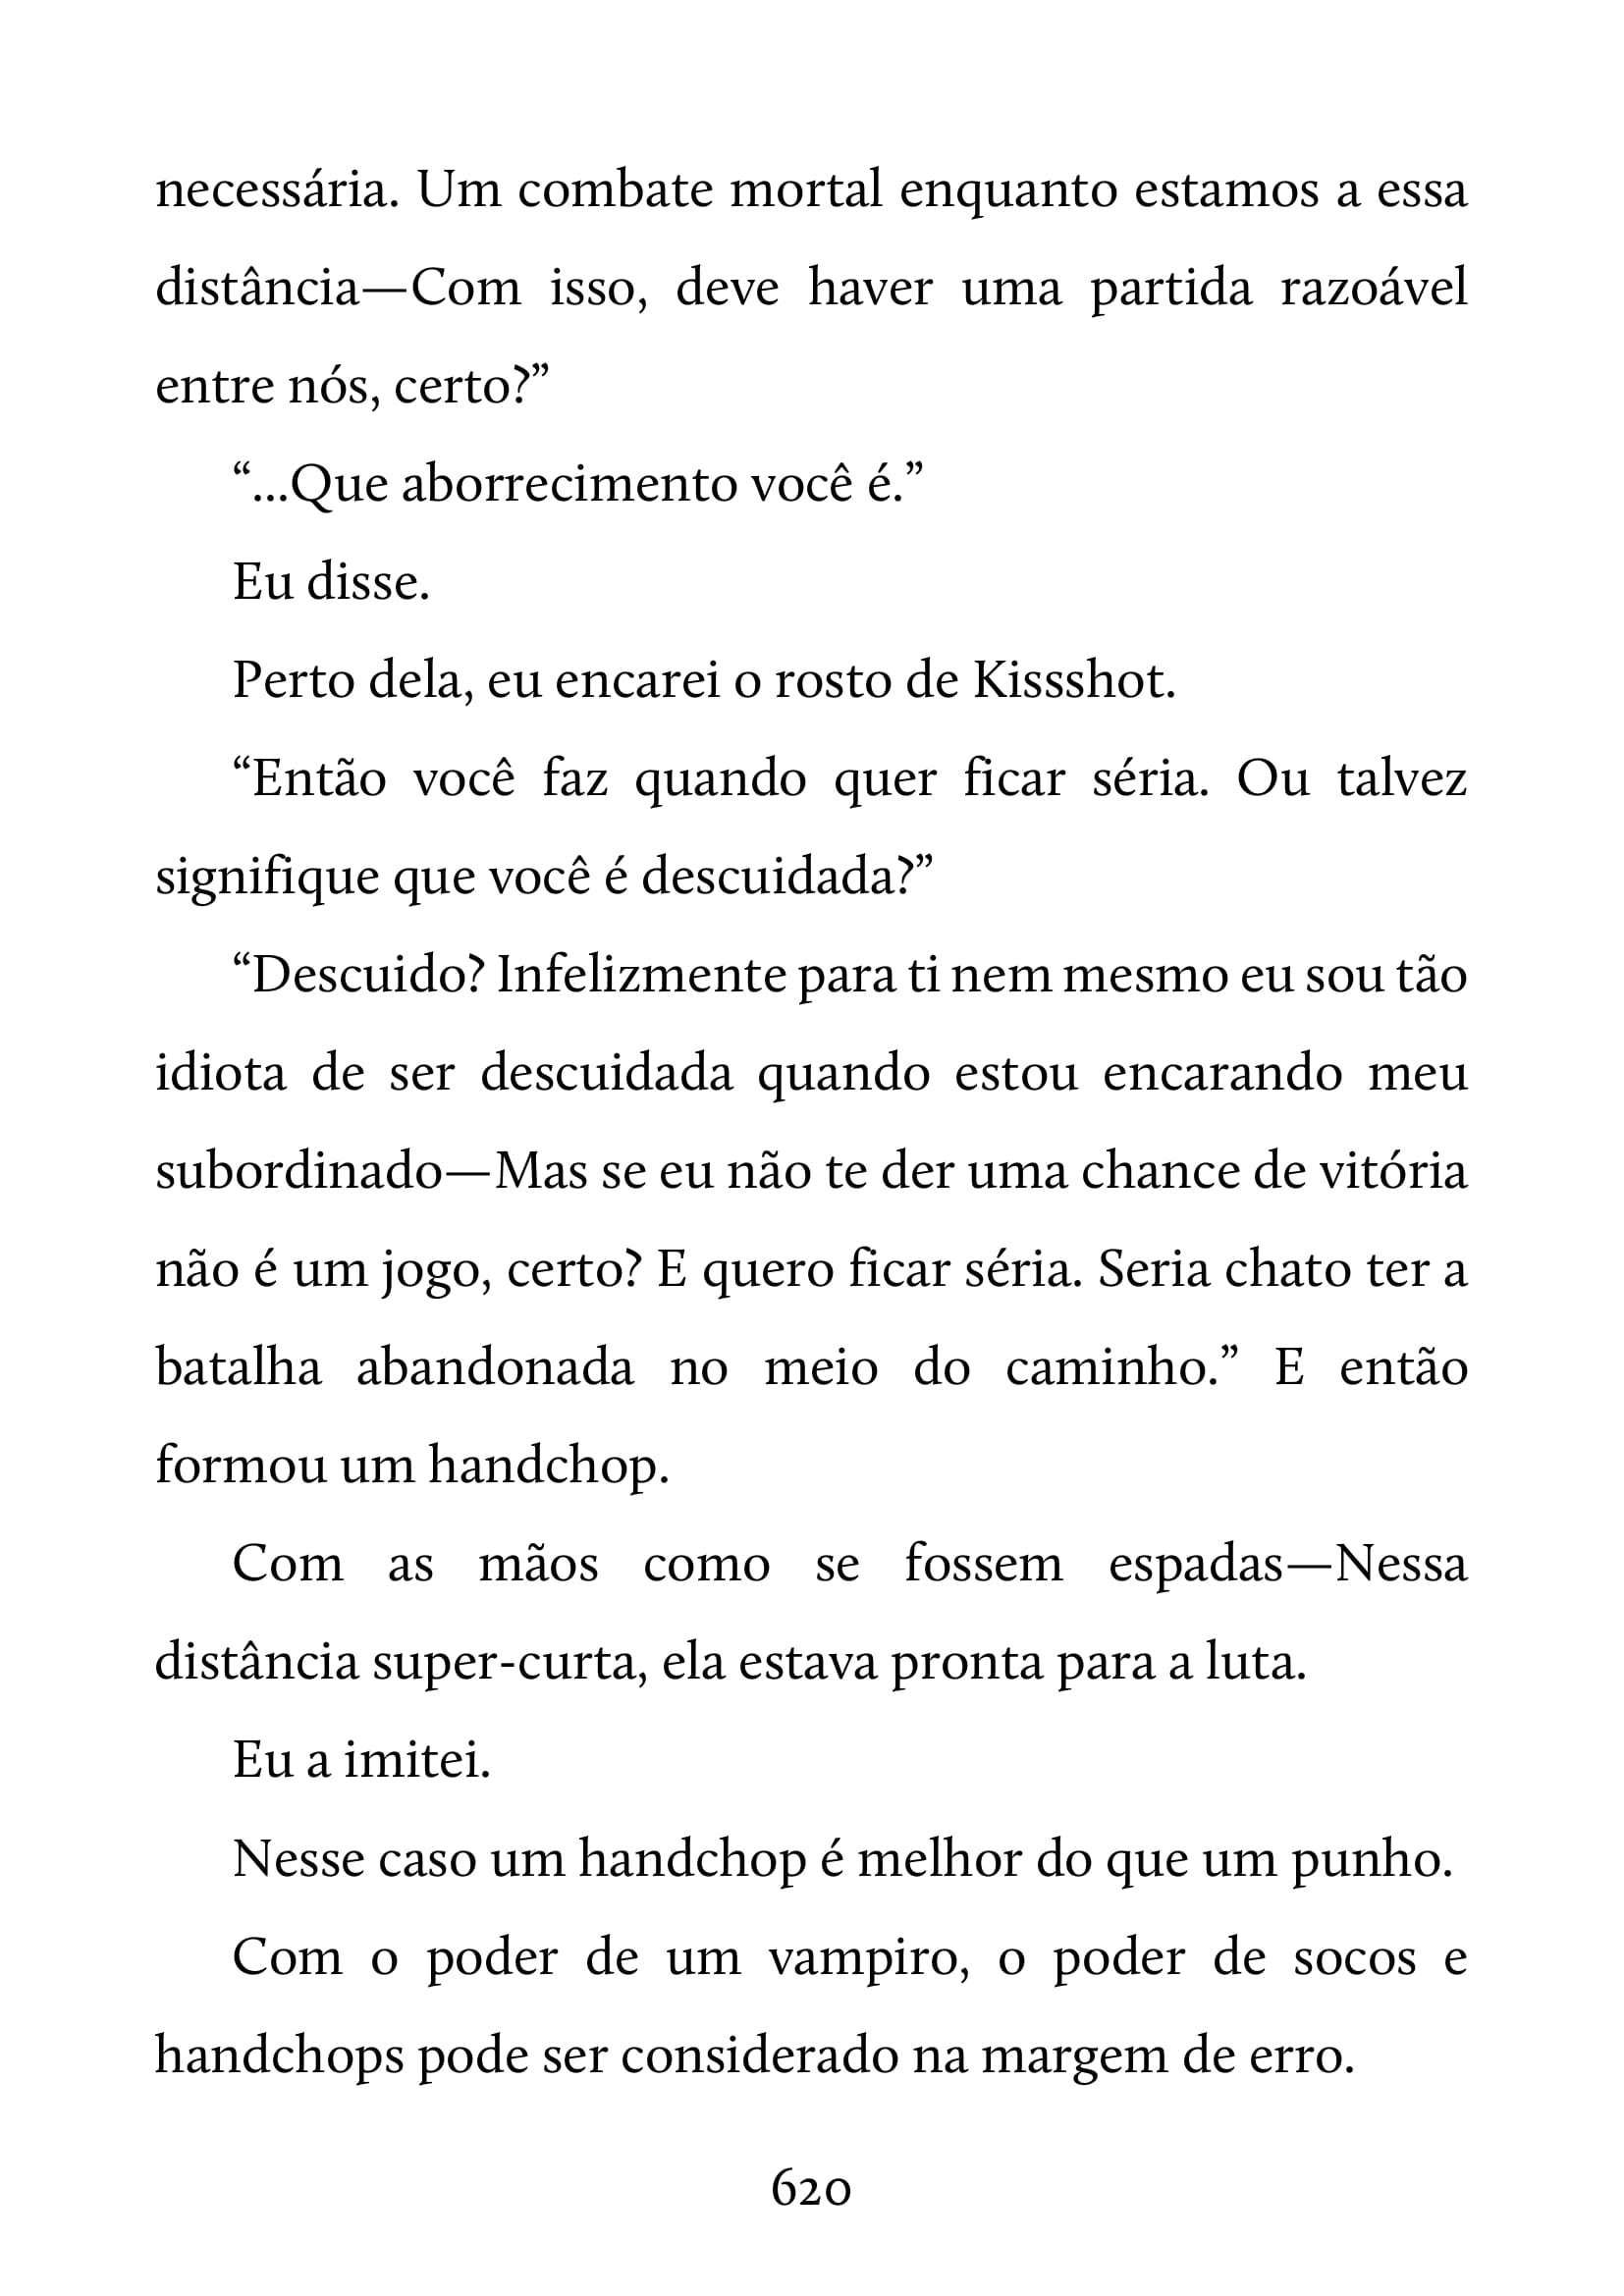 necessária. Um combate mortal enquanto estamos a essa
distância—Com isso, deve haver uma partida razoável
entre nós, certo?”
“...Que aborrecimento você é.”
Eu disse.
Perto dela, eu encarei o rosto de Kissshot.
“Então você faz quando quer ficar séria. Ou talvez
signifique que você é descuidada?”
“Descuido? Infelizmente para ti nem mesmo eu sou tão
idiota de ser descuidada quando estou encarando meu
subordinado—Mas se eu não te der uma chance de vitória
não é um jogo, certo? E quero ficar séria. Seria chato ter a
batalha abandonada no meio do caminho.” E então
formou um handchop.
Com as mãos como se fossem espadas—Nessa
distância super-curta, ela estava pronta para a luta.
Eu a imitei.
Nesse caso um handchop é melhor do que um punho.
Com o poder de um vampiro, o poder de socos e
handchops pode ser considerado na margem de erro.
620